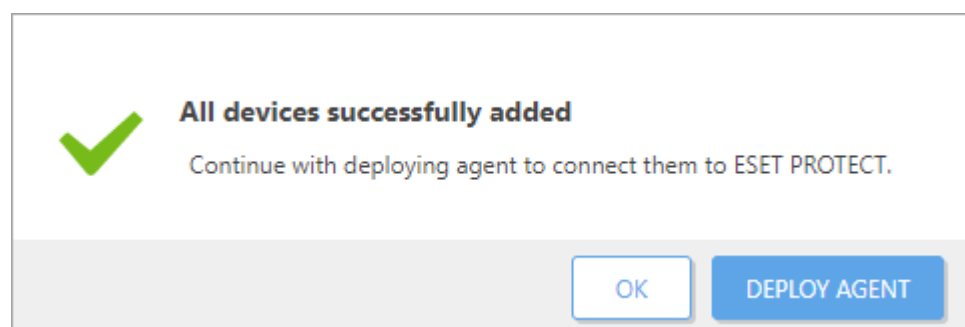 All devices successfully added
Continue with deploying agent to connect them to ESET PROTECT.
OK
DEPLOY AGENT